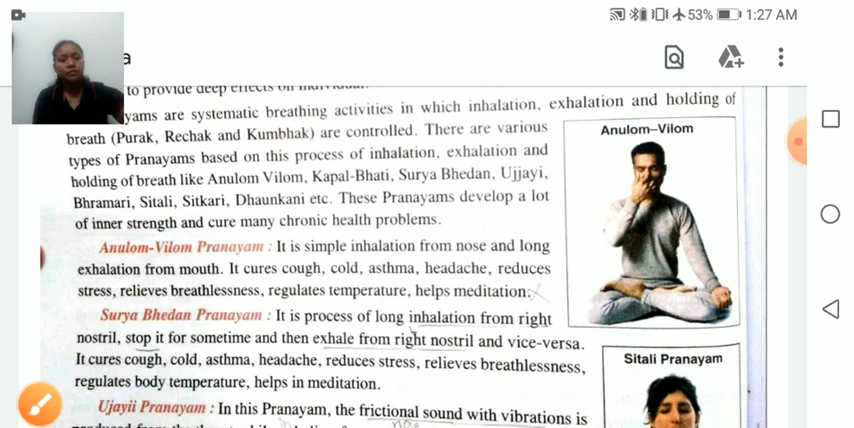 53% 1:27 AM
a
to provide deep effects on individual.
yams are systematic breathing activities in which inhalation, exhalation and holding of
breath (Purak, Rechak and Kumbhak) are controlled. There are various
types of Pranayams based on this process of inhalation, exhalation and
holding of breath like Anulom Vilom, Kapal-Bhati, Surya Bhedan, Ujjayi,
Bhramari, Sitali, Sitkari, Dhaunkani etc. These Pranayams develop a lot
of inner strength and cure many chronic health problems.
Anulom-Vilom Pranayam : It is simple inhalation from nose and long
exhalation from mouth. It cures cough, cold, asthma, headache, reduces
stress, relieves breathlessness, regulates temperature, helps meditation.
Surya Bhedan Pranayam : It is process of long inhalation from right
nostril, stop it for sometime and then exhale from right nostril and vice-versa.
It cures cough, cold, asthma, headache, reduces stress, relieves breathlessness,
regulates body temperature, helps in meditation.
Ujayii Pranayam : In this Pranayam, the frictional sound with vibrations is
Anulom–Vilom
Sitali Pranayam